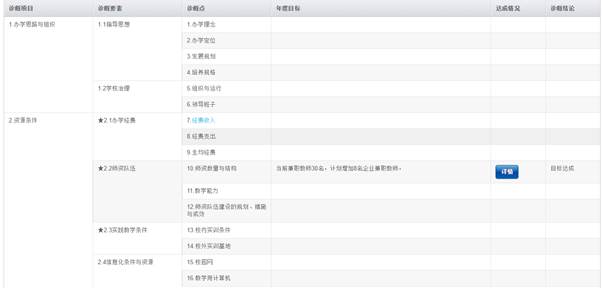 诊断项目 诊断要素 诊断点 年度目标 达成情况 诊断结论
1.办学思路与组织 1.1指导思想 1.办学理念
2.办学定位
3.发展规划
4.培养规格
1.2学校治理 5.组织与运行
6.领导班子
2.资源条件 ★2.1办学经费 7.经费收入
8.经费支出
9.生均经费
★2.2师资队伍 10.师资数量与结构 当前兼职教师30名，计划增加8名企业兼职教师。 详情 目标达成
11.教学能力
12.师资队伍建设的规划、措施
与成效
★2.3实践教学条件 13.校内实训条件
14.校外实训基地
2.4信息化条件与资源 15.校园网
16.教学用计算机